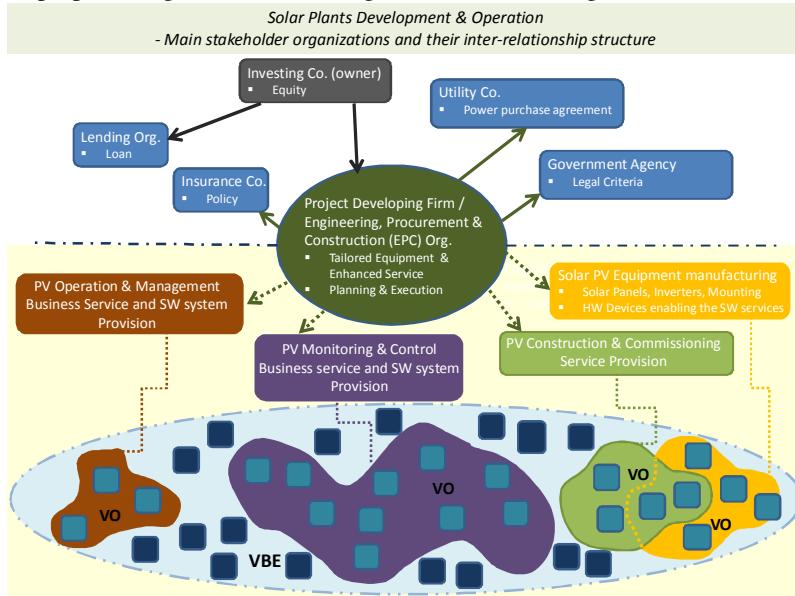 Solar Plants Development & Operation
- Main stakeholder organizations and their inter-relationship structure
Investing Co. (owner)
▪ Equity
Utility Co.
▪ Power purchase agreement
Lending Org.
▪ Loan
Government Agency
▪ Legal Criteria
Insurance Co.
▪ Policy
Project Developing Firm /
Engineering, Procurement &
Construction (EPC) Org.
▪ Tailored Equipment &
Enhanced Service
▪ Planning & Execution
PV Operation & Management
Business Service and SW system
Provision
Solar PV Equipment manufacturing
▪ Solar Panels, Inverters, Mounting
▪ HW Devices enabling the SW services
PV Monitoring & Control
Business service and SW system
Provision
PV Construction & Commissioning
Service Provision
VO
VO
VO
VO
VBE